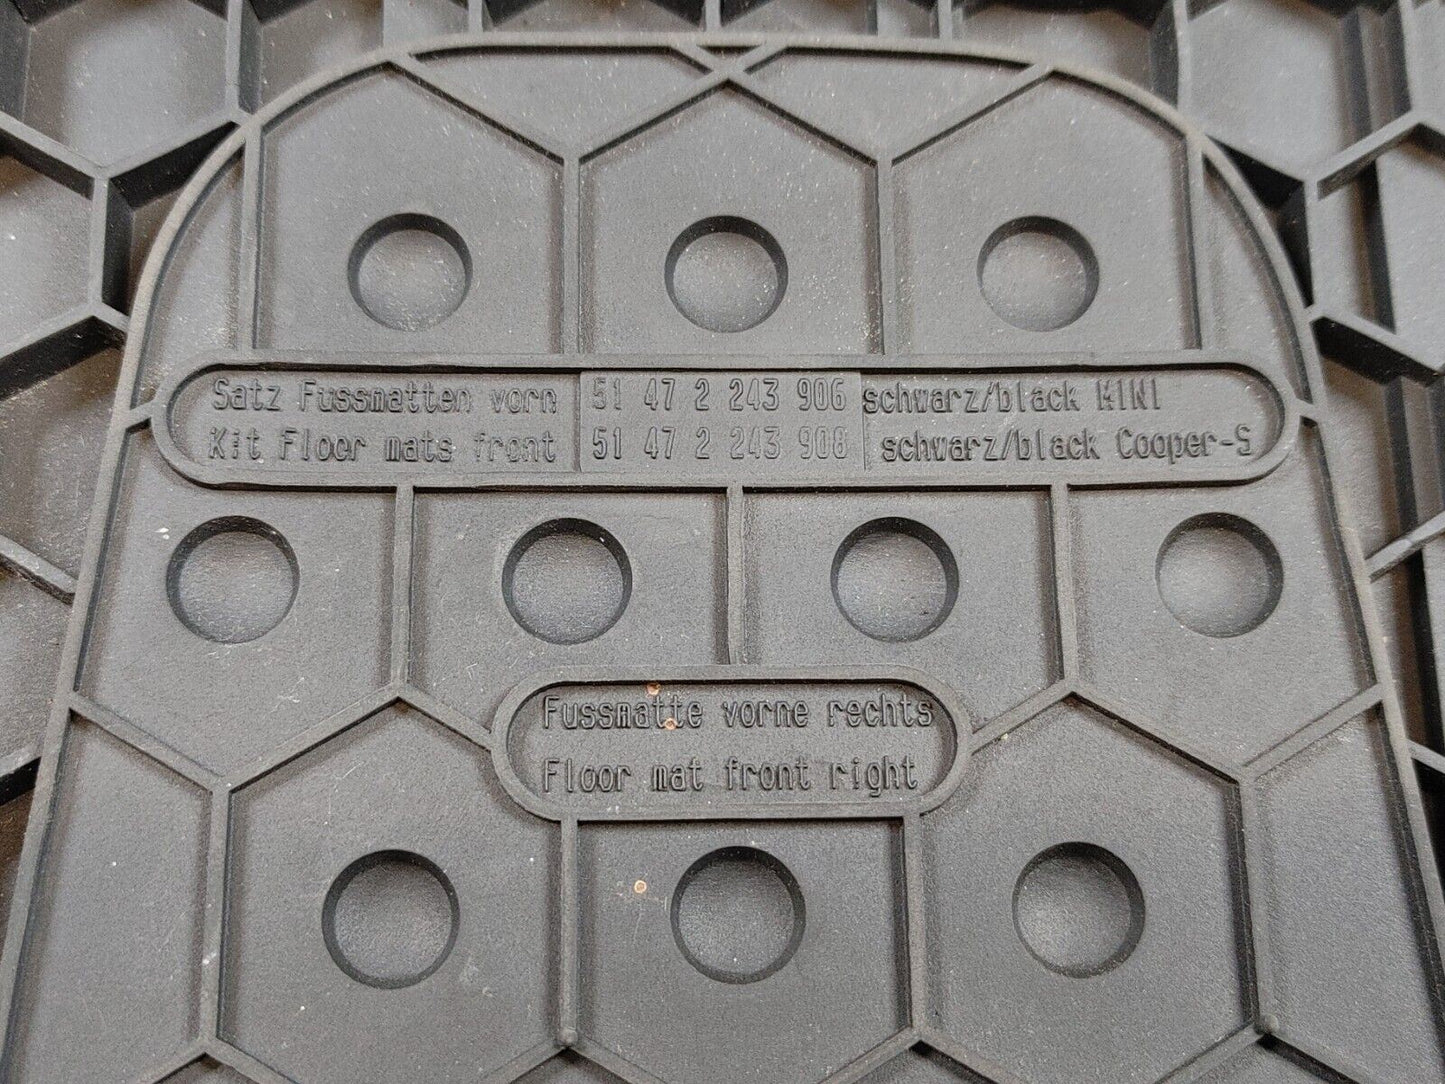 Satz Fussmatten vorn 51 47 2 243 906 schwarz/black MINI
Kit Floor mats front 51 47 2 243 908 schwarz/black Cooper-S
Fussmatte vorne rechts
Floor mat front right